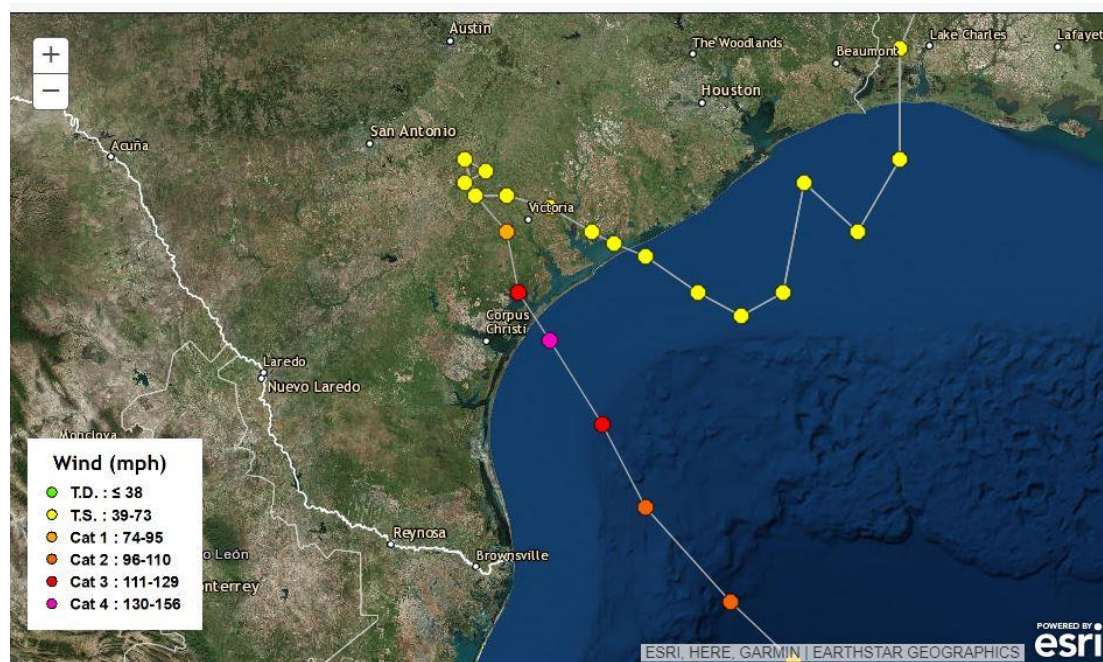 +
−
Austin
The Woodlands
Beaumont
Lake Charles
Lafayet
Houston
San Antonio
Acuña
Victoria
Corpus
Christi
Laredo
Nuevo Laredo
Monclova
Wind (mph)
T.D. : ≤ 38
T.S. : 39-73
Cat 1 : 74-95
Cat 2 : 96-110
Cat 3 : 111-129
Cat 4 : 130-156
Reynosa
Brownsville
o León
onterrey
POWERED BY
esri
ESRI, HERE, GARMIN | EARTHSTAR GEOGRAPHICS